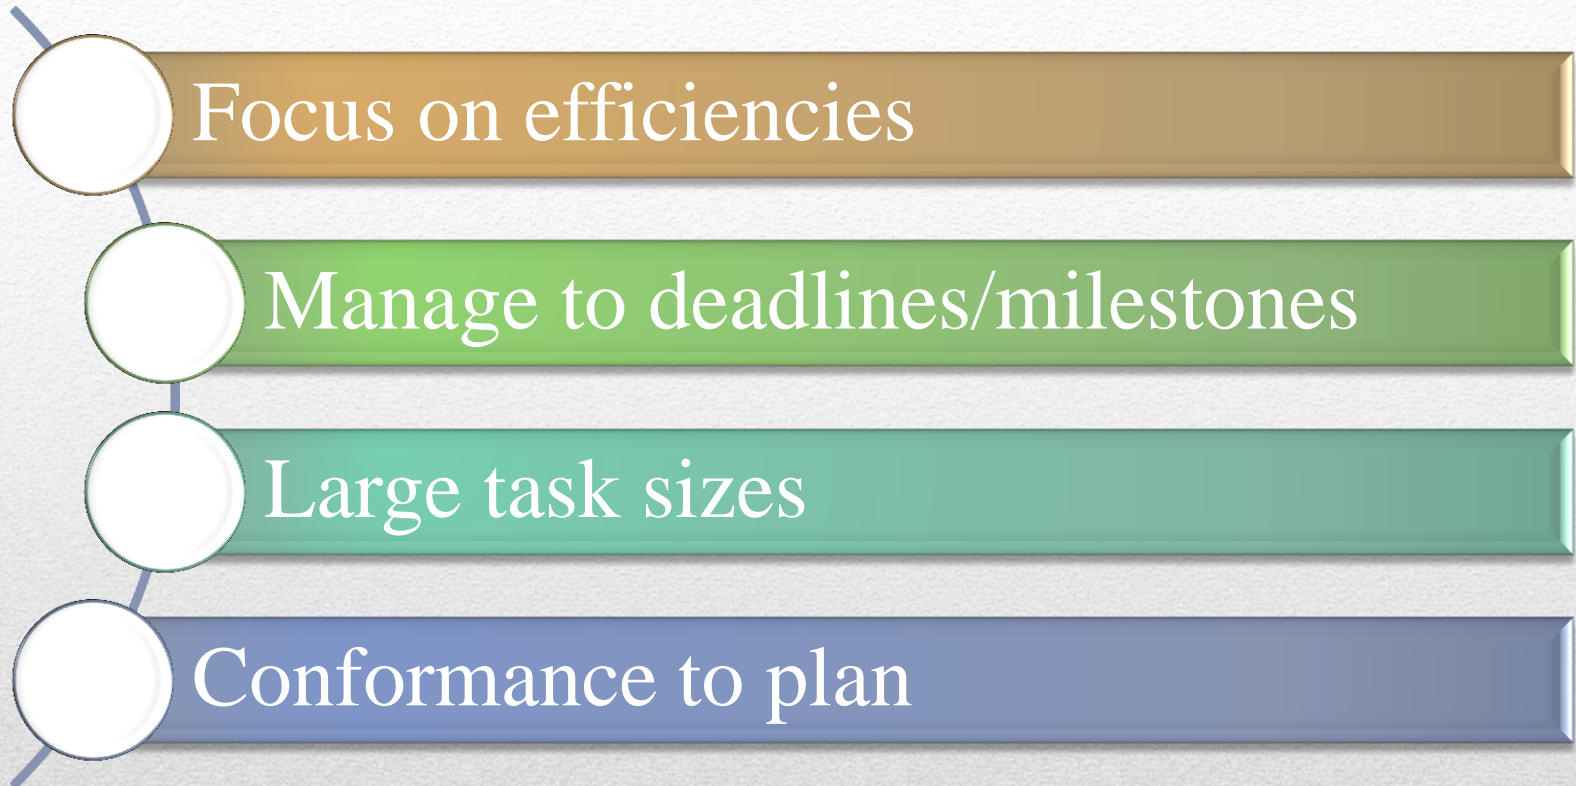 Focus on efficiencies
Manage to deadlines/milestones
Large task sizes
Conformance to plan